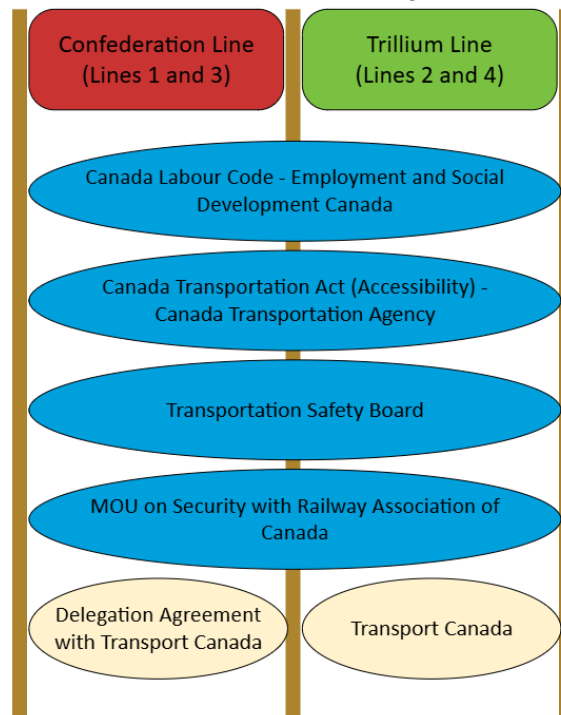 Confederation Line
(Lines 1 and 3)
Trillium Line
(Lines 2 and 4)
Canada Labour Code - Employment and Social
Development Canada
Canada Transportation Act (Accessibility) -
Canada Transportation Agency
Transportation Safety Board
MOU on Security with Railway Association of
Canada
Delegation Agreement
with Transport Canada
Transport Canada